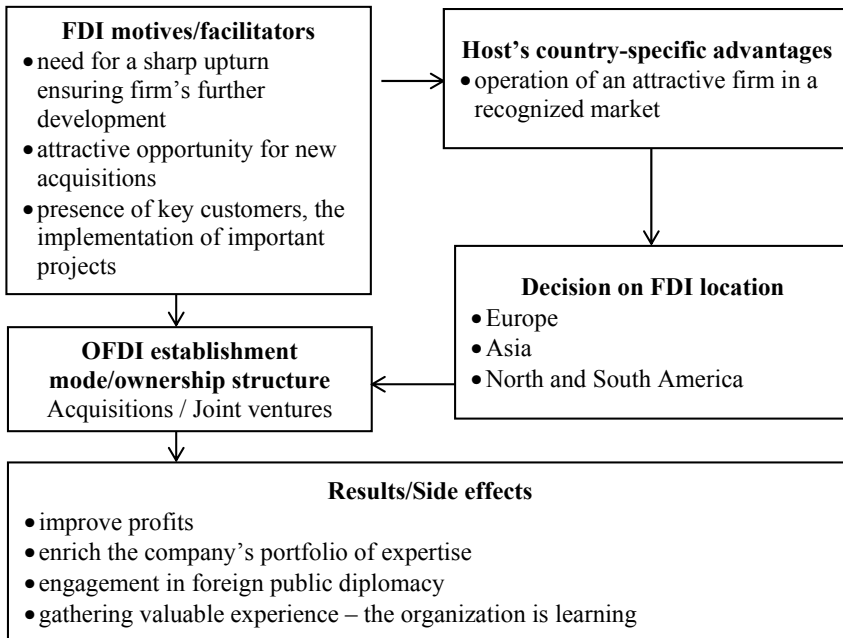 FDI motives/facilitators
• need for a sharp upturn
ensuring firm's further
development
• attractive opportunity for new
acquisitions
• presence of key customers, the
implementation of important
projects
Host's country-specific advantages
• operation of an attractive firm in a
recognized market
Decision on FDI location
• Europe
• Asia
• North and South America
OFDI establishment
mode/ownership structure
Acquisitions / Joint ventures
Results/Side effects
• improve profits
• enrich the company's portfolio of expertise
• engagement in foreign public diplomacy
• gathering valuable experience – the organization is learning